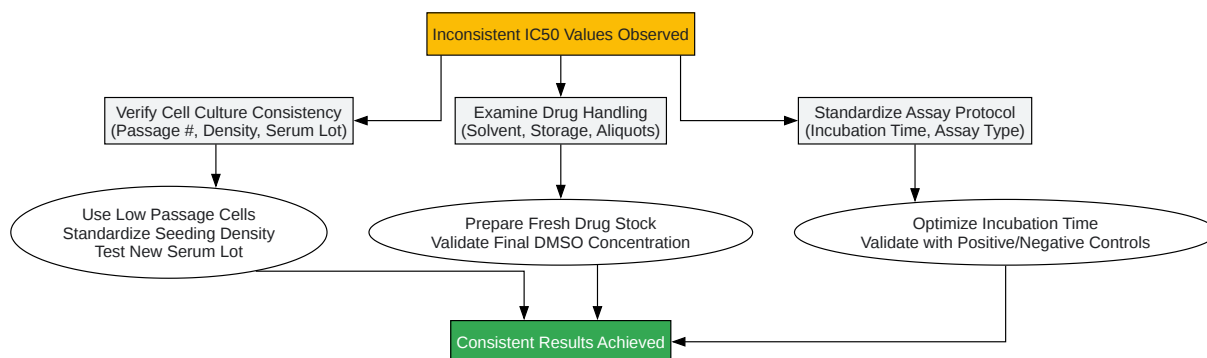 Inconsistent IC50 Values Observed
Verify Cell Culture Consistency
(Passage #, Density, Serum Lot)
Examine Drug Handling
(Solvent, Storage, Aliquots)
Standardize Assay Protocol
(Incubation Time, Assay Type)
Use Low Passage Cells
Standardize Seeding Density
Test New Serum Lot
Prepare Fresh Drug Stock
Validate Final DMSO Concentration
Optimize Incubation Time
Validate with Positive/Negative Controls
Consistent Results Achieved